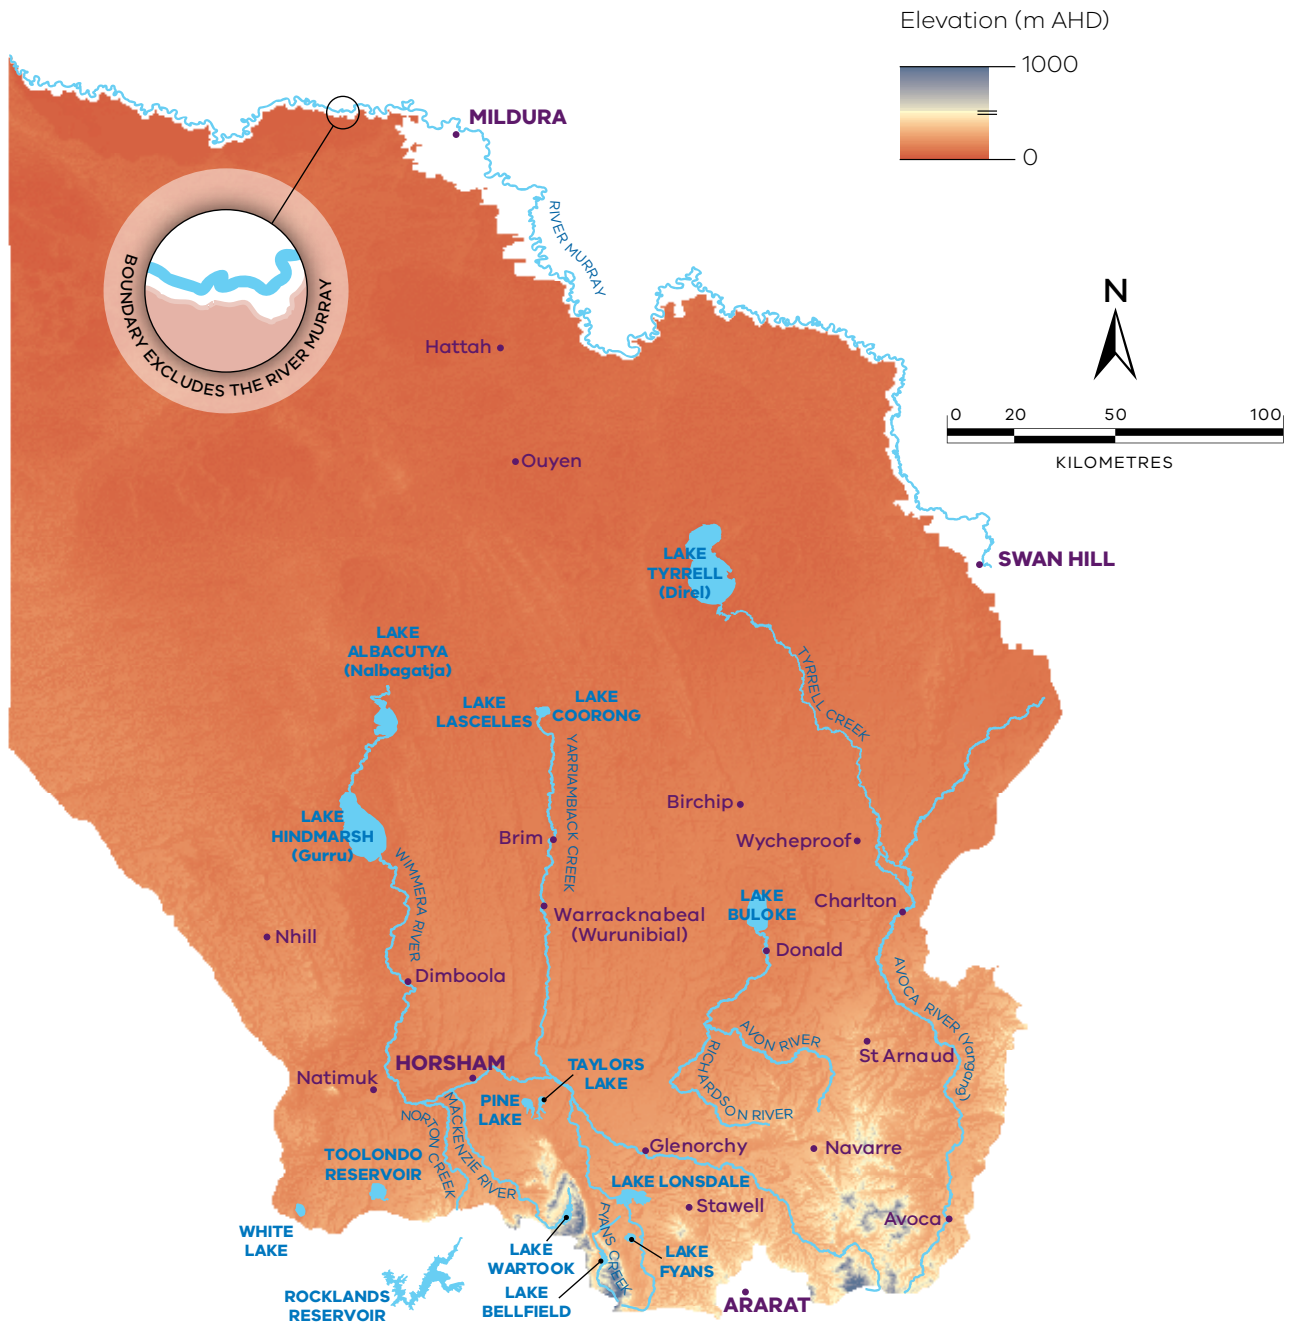 Elevation (m AHD)
1000
0
MILDURA
RIVER MURRAY
BOUNDARY EXCLUDES THE RIVER MURRAY
N
Hattah
0 20 50 100
KILOMETRES
Ouyen
LAKE
TYRRELL
(Direl)
SWAN HILL
LAKE
ALBACUTYA
(Nalbagatja)
TYRRELL CREEK
LAKE
LASCELLES
LAKE
COORONG
YARRIAMBIACK CREEK
Birchip
LAKE
HINDMARSH
(Gurru)
Brim
Wycheproof
WIMMERA RIVER
LAKE
BULOKE
Charlton
Warracknabeal
(Wurunibial)
Nhill
Donald
Dimboola
AVOCA RIVER (Yangang)
AVON RIVER
St Arnaud
RICHARDSON RIVER
HORSHAM
TAYLORS
LAKE
Natimuk
PINE
LAKE
NORTON CREEK
MACKENZIE RIVER
Glenorchy
Navarre
TOOLONDO
RESERVOIR
LAKE LONSDALE
Stawell
FYANS CREEK
Avoca
WHITE
LAKE
LAKE
WARTOOK
LAKE
FYANS
LAKE
BELLFIELD
ROCKLANDS
RESERVOIR
ARARAT